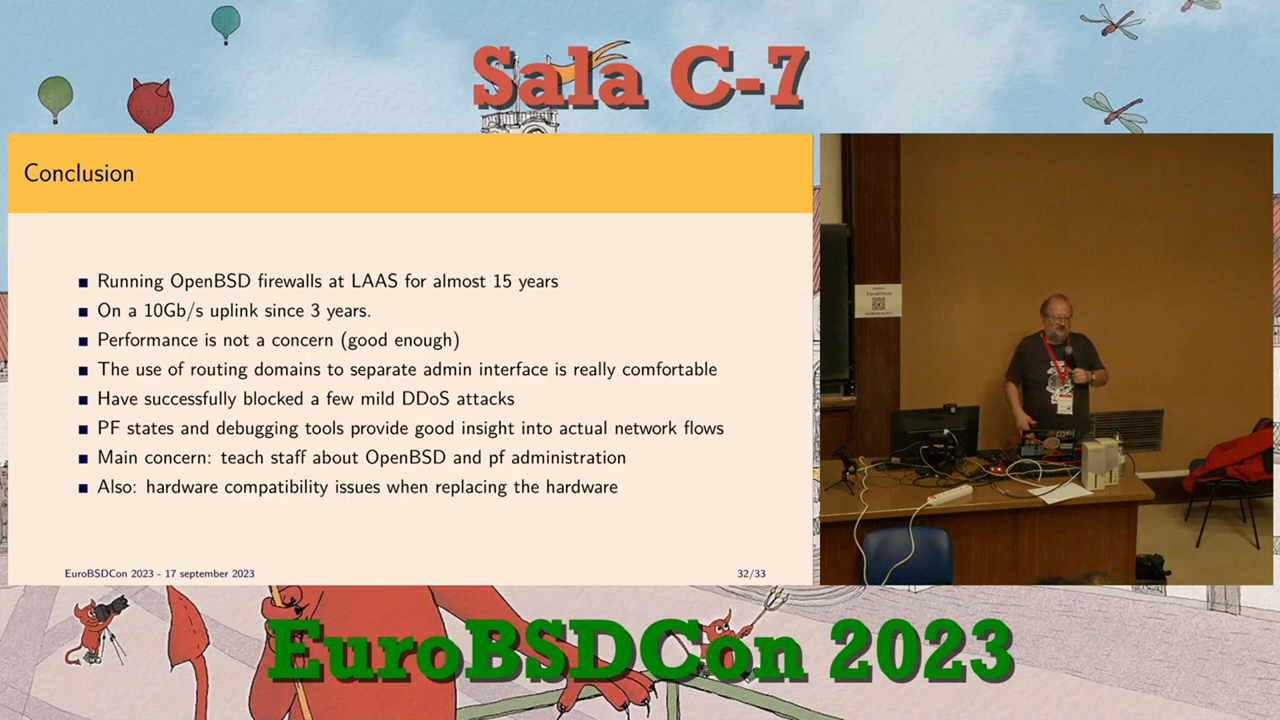 Sala C-7
Conclusion
Running OpenBSD firewalls at LAAS for almost 15 years
On a 10Gb/s uplink since 3 years.
Performance is not a concern (good enough)
The use of routing domains to separate admin interface is really comfortable
Have successfully blocked a few mild DDoS attacks
PF states and debugging tools provide good insight into actual network flows
Main concern: teach staff about OpenBSD and pf administration
Also: hardware compatibility issues when replacing the hardware
EuroBSDCon 2023 - 17 september 2023
32/33
EuroBSDCon 2023